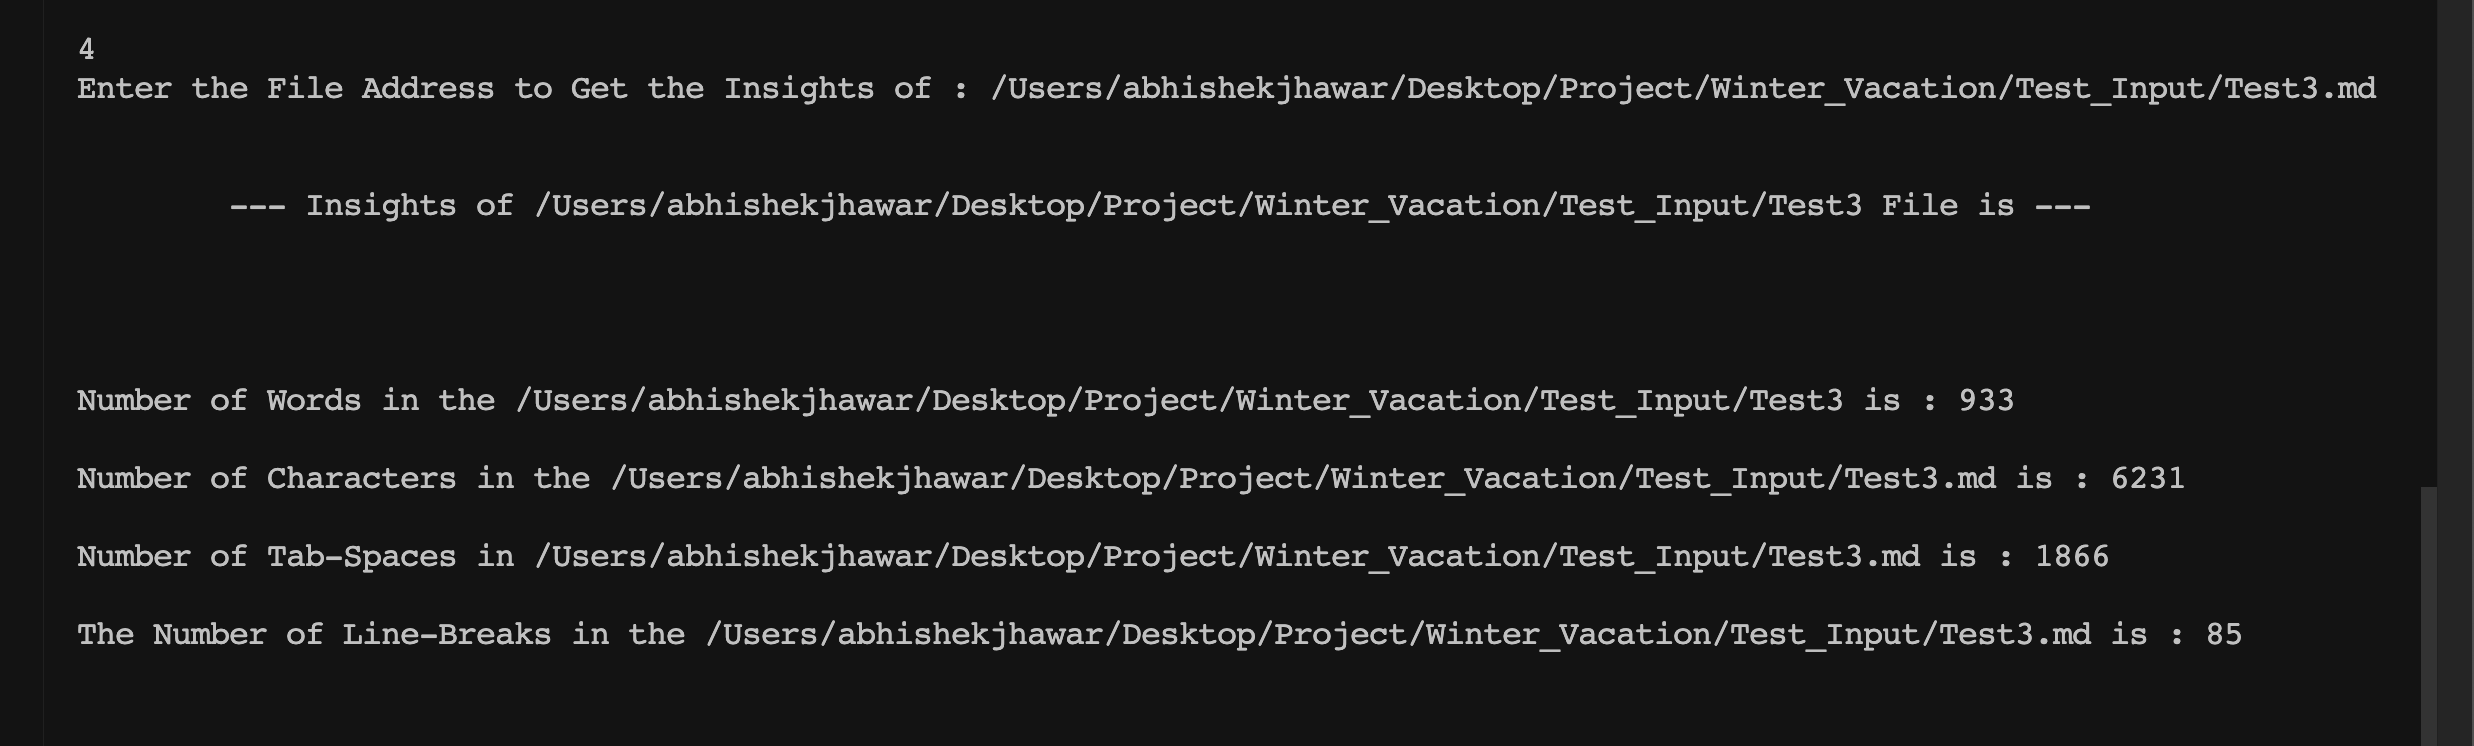 4
Enter the File Address to Get the Insights of : /Users/abhishekjhawar/Desktop/Project/Winter_Vacation/Test_Input/Test3.md
--- Insights of /Users/abhishekjhawar/Desktop/Project/Winter_Vacation/Test_Input/Test3 File is ---
Number of Words in the /Users/abhishekjhawar/Desktop/Project/Winter_Vacation/Test_Input/Test3 is : 933
Number of Characters in the /Users/abhishekjhawar/Desktop/Project/Winter_Vacation/Test_Input/Test3.md is : 6231
Number of Tab-Spaces in /Users/abhishekjhawar/Desktop/Project/Winter_Vacation/Test_Input/Test3.md is : 1866
The Number of Line-Breaks in the /Users/abhishekjhawar/Desktop/Project/Winter_Vacation/Test_Input/Test3.md is : 85